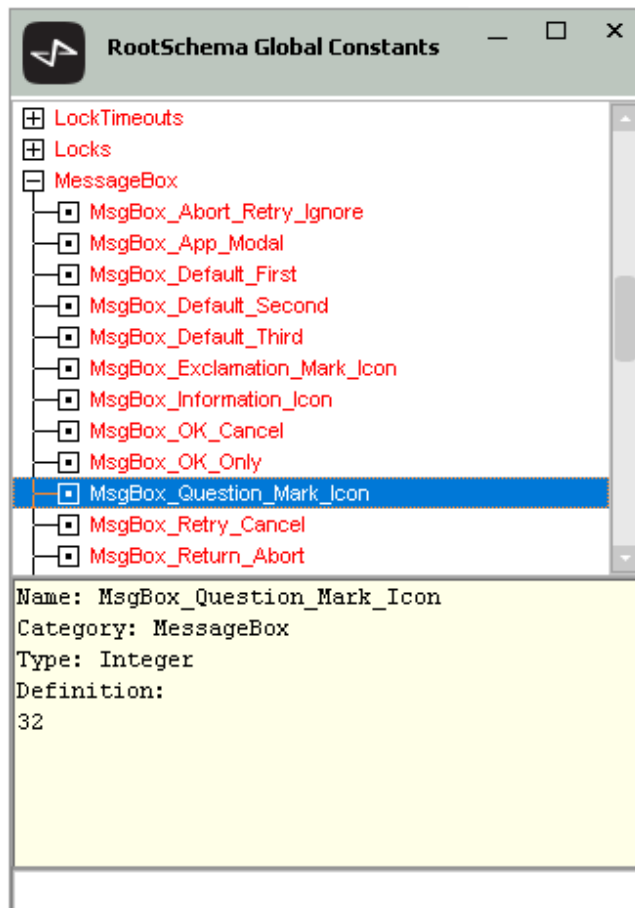 RootSchema Global Constants
LockTimeouts
Locks
MessageBox
MsgBox_Abort_Retry_Ignore
MsgBox_App_Modal
MsgBox_Default_First
MsgBox_Default_Second
MsgBox_Default_Third
MsgBox_Exclamation_Mark_Icon
MsgBox_Information_Icon
MsgBox_OK_Cancel
MsgBox_OK_Only
MsgBox_Question_Mark_Icon
MsgBox_Retry_Cancel
MsgBox_Return_Abort
Name: MsgBox_Question_Mark_Icon
Category: MessageBox
Type: Integer
Definition:
32